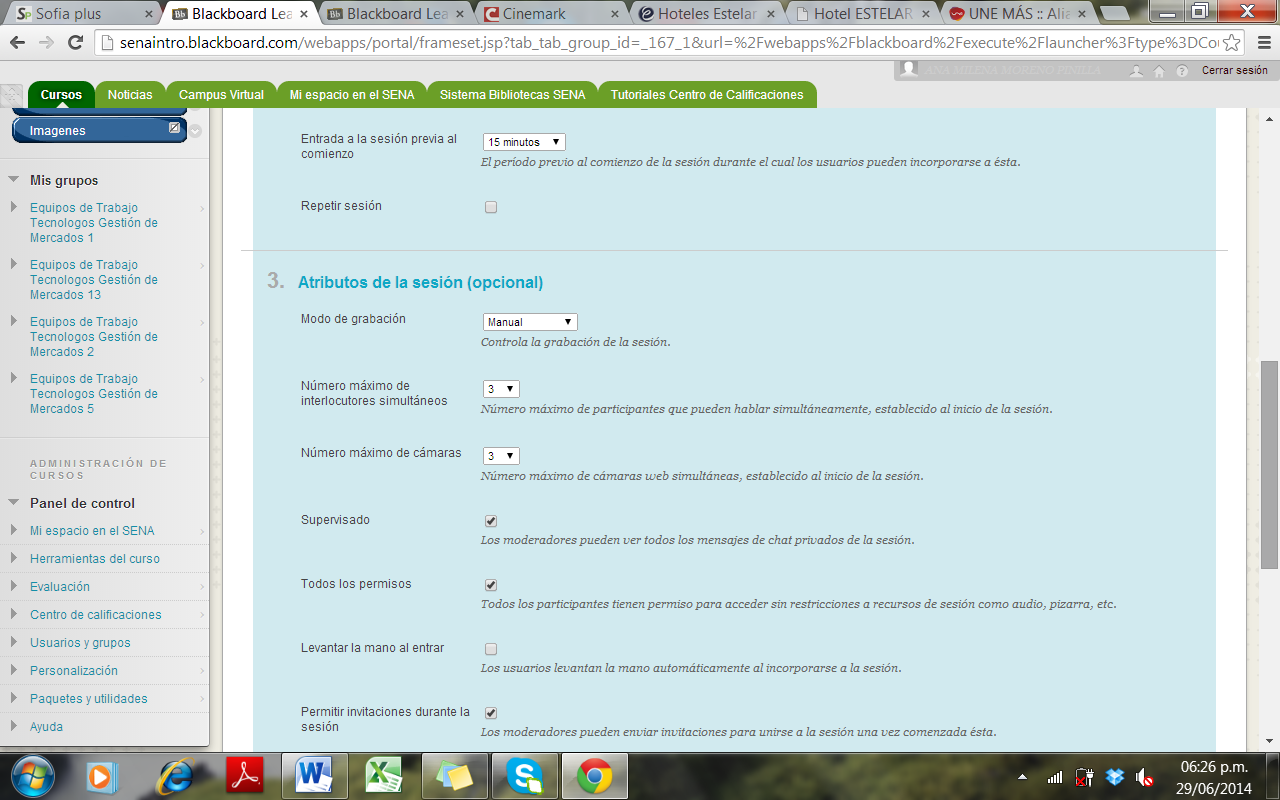 Sofia plus
Blackboard Lea
Blackboard Lea
Cinemark
Hoteles Estelar
Hotel ESTELAR
UNE MÁS :: Alia
senaintro.blackboard.com/webapps/portal/frameset.jsp?tab_tab_group_id=_167_1&url=%2Fwebapps%2Fblackboard%2Fexecute%2Flauncher%3Ftype%3DCou
ANA MILENA MORENO PINILLA
Cerrar sesión
Cursos
Noticias
Campus Virtual
Mi espacio en el SENA
Sistema Bibliotecas SENA
Tutoriales Centro de Calificaciones
Imagenes
Mis grupos
Equipos de Trabajo
Tecnologos Gestión de
Mercados 1
Equipos de Trabajo
Tecnologos Gestión de
Mercados 13
Equipos de Trabajo
Tecnologos Gestión de
Mercados 2
Equipos de Trabajo
Tecnologos Gestión de
Mercados 5
ADMINISTRACIÓN DE
CURSOS
Panel de control
Mi espacio en el SENA
Herramientas del curso
Evaluación
Centro de calificaciones
Usuarios y grupos
Personalización
Paquetes y utilidades
Ayuda
Entrada a la sesión previa al
comienzo
15 minutos
El período previo al comienzo de la sesión durante el cual los usuarios pueden incorporarse a ésta.
Repetir sesión
3. Atributos de la sesión (opcional)
Modo de grabación
Manual
Controla la grabación de la sesión.
Número máximo de
interlocutores simultáneos
3
Número máximo de participantes que pueden hablar simultáneamente, establecido al inicio de la sesión.
Número máximo de cámaras
3
Número máximo de cámaras web simultáneas, establecido al inicio de la sesión.
Supervisado
Los moderadores pueden ver todos los mensajes de chat privados de la sesión.
Todos los permisos
Todos los participantes tienen permiso para acceder sin restricciones a recursos de sesión como audio, pizarra, etc.
Levantar la mano al entrar
Los usuarios levantan la mano automáticamente al incorporarse a la sesión.
Permitir invitaciones durante la
sesión
Los moderadores pueden enviar invitaciones para unirse a la sesión una vez comenzada ésta.
06:26 p.m.
29/06/2014